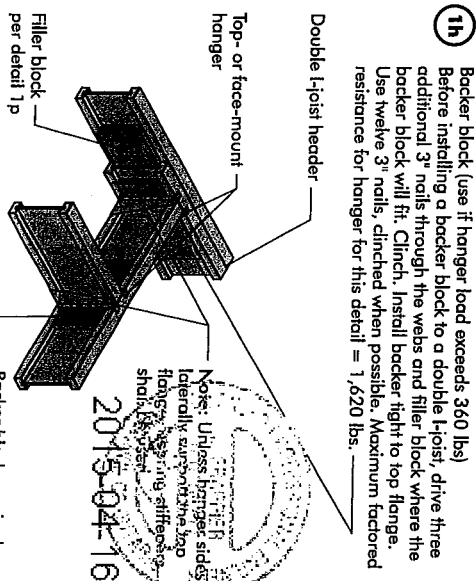 1h
Backer block (use if hanger load exceeds 360 lbs)
Before installing a backer block to a double I-joist, drive three
additional 3" nails through the webs and filler block where the
backer block will fit. Clinch. Install backer tight to top flange.
Use twelve 3" nails, clinched when possible. Maximum factored
resistance for hanger for this detail = 1,620 lbs.
Double I-joist header
Top- or face-mount
hanger
Filler block
per detail 1p
Note: Unless hanger sides
laterally support the top
flange, bearing stiffeners
shall be used.
2015-04-16